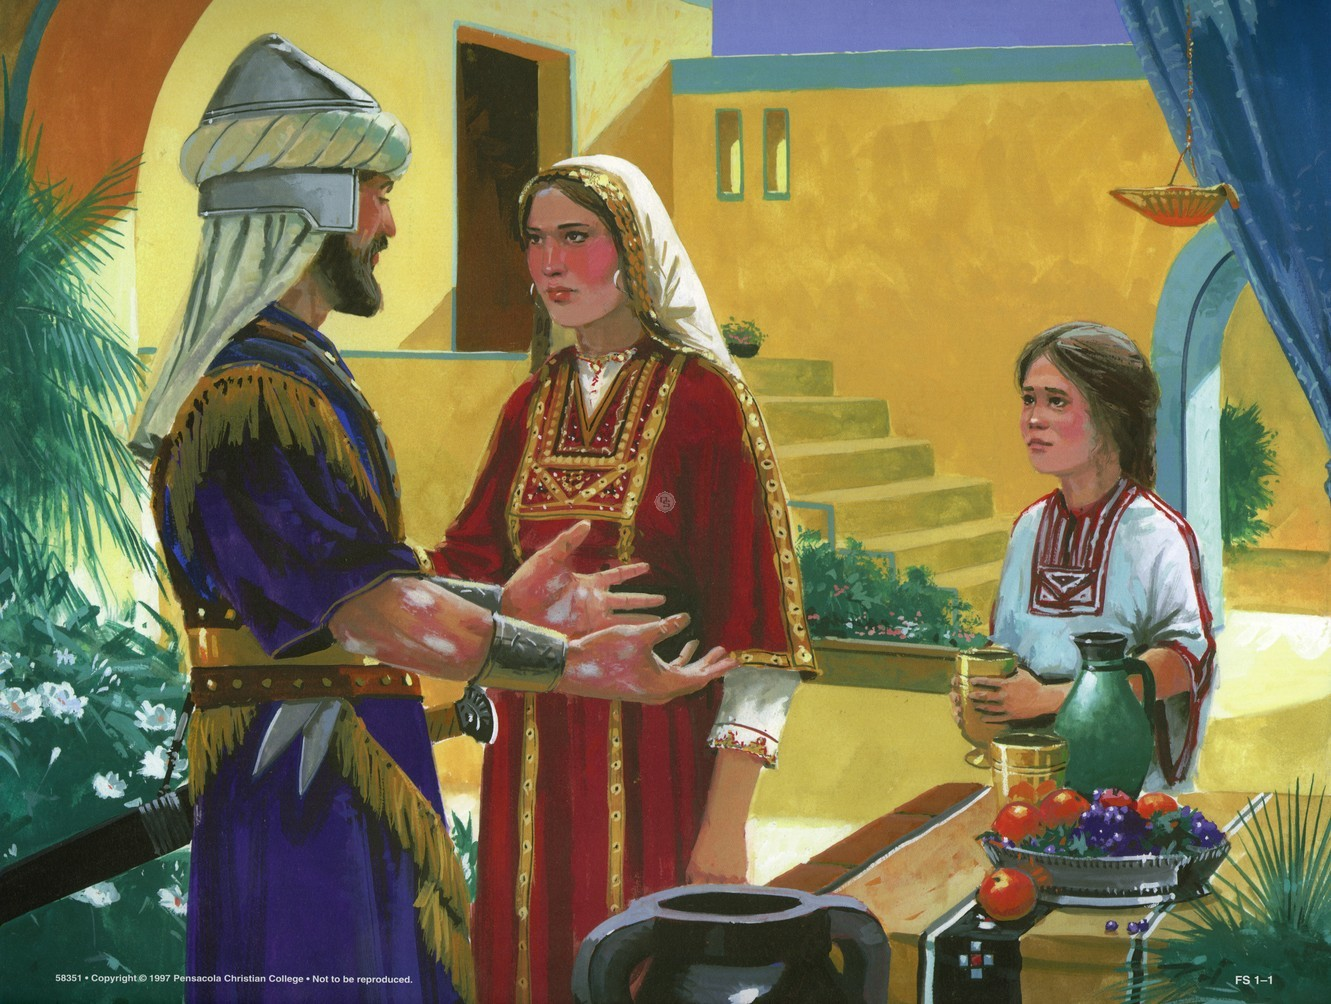 58351 • Copyright © 1997 Pensacola Christian College • Not to be reproduced.
FS 1–1